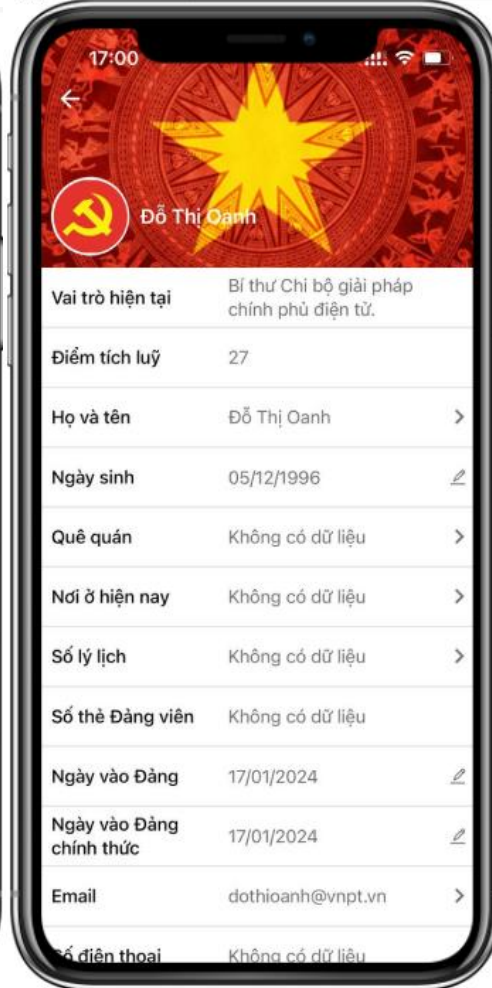 17:00
Đỗ Thị Oanh
Vai trò hiện tại
Bí thư Chi bộ giải pháp
chính phủ điện tử.
Điểm tích luỹ
27
Họ và tên
Đỗ Thị Oanh
Ngày sinh
05/12/1996
Quê quán
Không có dữ liệu
Nơi ở hiện nay
Không có dữ liệu
Số lý lịch
Không có dữ liệu
Số thẻ Đảng viên
Không có dữ liệu
Ngày vào Đảng
17/01/2024
Ngày vào Đảng
chính thức
17/01/2024
Email
dothioanh@vnpt.vn
Số điện thoại
Không có dữ liệu